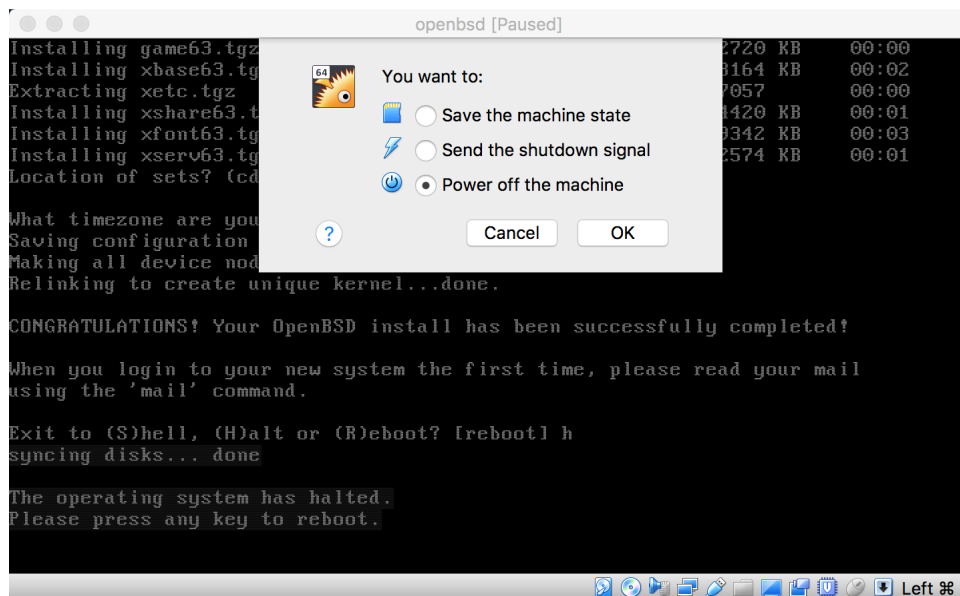 openbsd [Paused]
Installing game63.tgz 2720 KB 00:00
Installing xbase63.tg 3164 KB 00:02
Extracting xetc.tgz 7057 00:00
Installing xshare63.t 4420 KB 00:01
Installing xfont63.tg 9342 KB 00:03
Installing xserv63.tg 2574 KB 00:01
Location of sets? (cd
What timezone are you
Saving configuration
Making all device nod
Relinking to create unique kernel...done.
CONGRATULATIONS! Your OpenBSD install has been successfully completed!
When you login to your new system the first time, please read your mail
using the 'mail' command.
Exit to (S)hell, (H)alt or (R)eboot? [reboot] h
syncing disks... done
The operating system has halted.
Please press any key to reboot.
64
You want to:
Save the machine state
Send the shutdown signal
Power off the machine
?
Cancel OK
Left ⌘